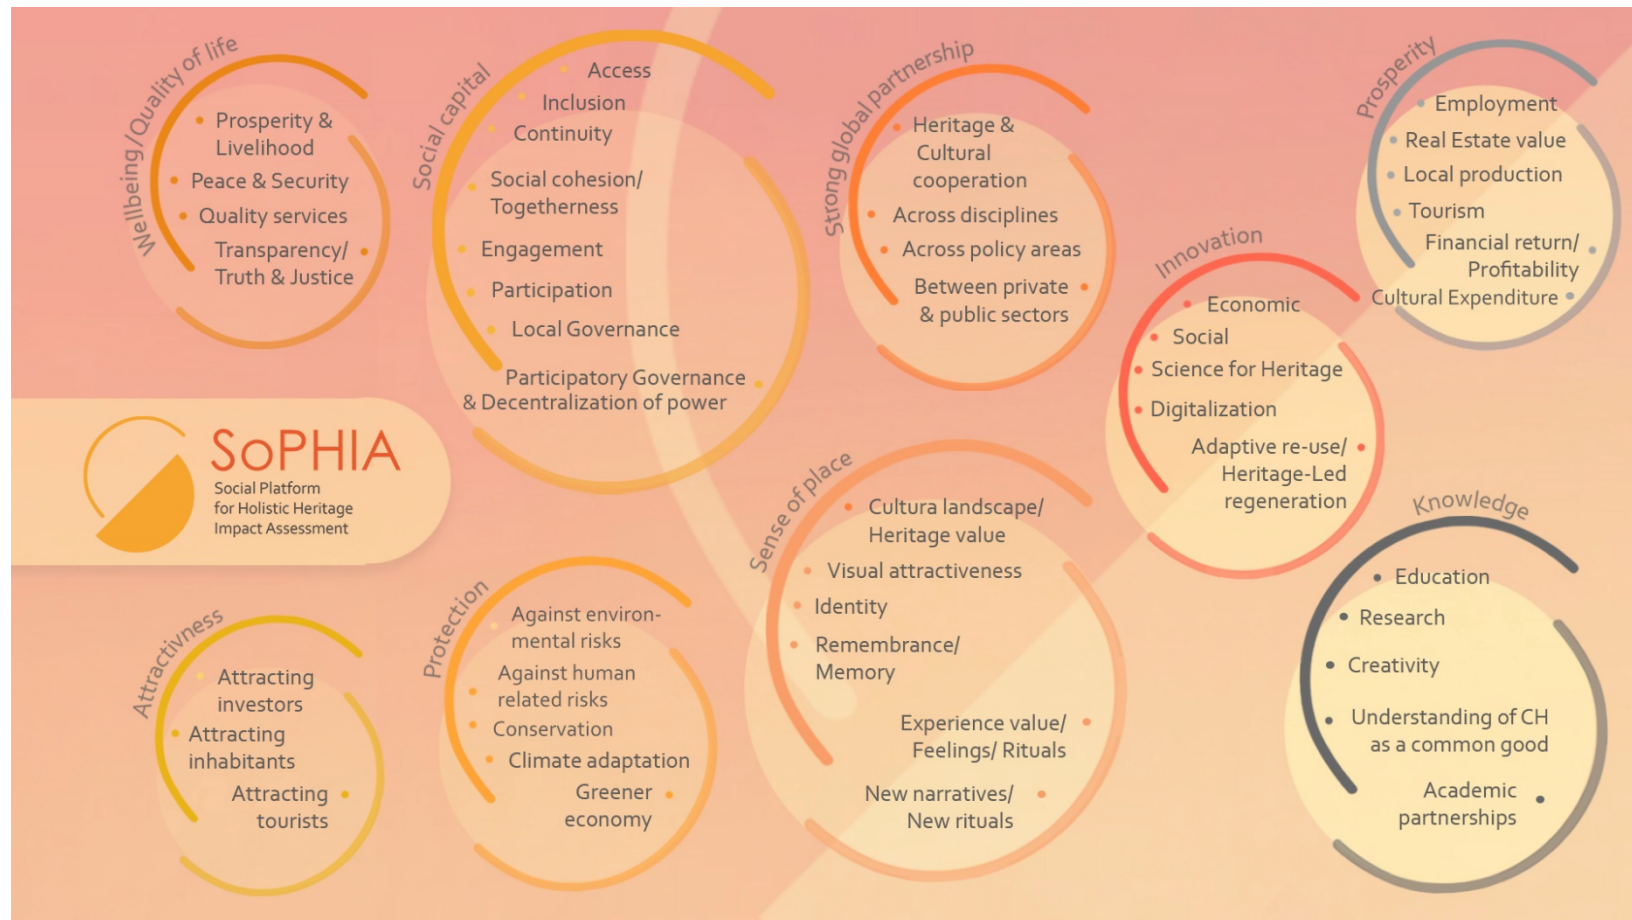 Wellbeing/Quality of life
Prosperity &
Livelihood
Peace & Security
Quality services
Transparency/
Truth & Justice
Social capital
Access
Inclusion
Continuity
Social cohesion/
Togetherness
Engagement
Participation
Local Governance
Participatory Governance
& Decentralization of power
Strong global partnership
Heritage &
Cultural
cooperation
Across disciplines
Across policy areas
Between private
& public sectors
Prosperity
Employment
Real Estate value
Local production
Tourism
Financial return/
Profitability
Cultural Expenditure
Innovation
Economic
Social
Science for Heritage
Digitalization
Adaptive re-use/
Heritage-Led
regeneration
SoPHIA
Social Platform
for Holistic Heritage
Impact Assessment
Attractivness
Attracting
investors
Attracting
inhabitants
Attracting
tourists
Protection
Against environ-
mental risks
Against human
related risks
Conservation
Climate adaptation
Greener
economy
Sense of place
Cultura landscape/
Heritage value
Visual attractiveness
Identity
Remembrance/
Memory
Experience value/
Feelings/ Rituals
New narratives/
New rituals
Knowledge
Education
Research
Creativity
Understanding of CH
as a common good
Academic
partnerships